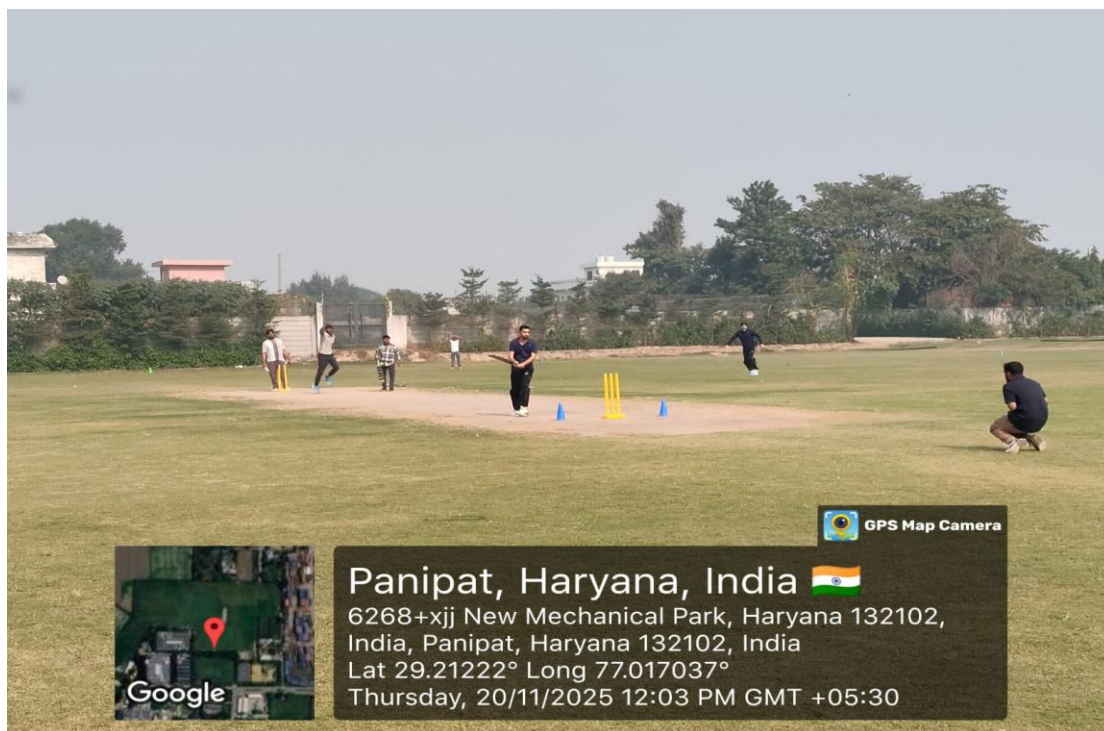 GPS Map Camera
Panipat, Haryana, India
6268+xjj New Mechanical Park, Haryana 132102,
India, Panipat, Haryana 132102, India
Lat 29.21222° Long 77.017037°
Thursday, 20/11/2025 12:03 PM GMT +05:30
Google